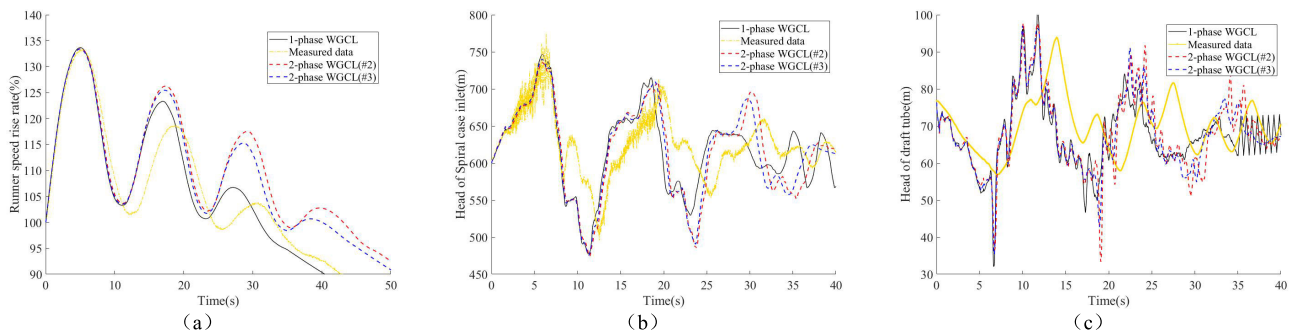 140
135
130
125
120
115
110
105
100
95
90
0
10
20
30
40
50
Runner speed rise rate(%)
Time(s)
1-phase WGCL
Measured data
2-phase WGCL(#2)
2-phase WGCL(#3)
(a)
800
750
700
650
600
550
500
450
400
0
5
10
15
20
25
30
35
40
Head of Spiral case inlet(m)
Time(s)
1-phase WGCL
Measured data
2-phase WGCL(#2)
2-phase WGCL(#3)
(b)
100
90
80
70
60
50
40
30
0
5
10
15
20
25
30
35
40
Head of draft tube(m)
Time(s)
1-phase WGCL
Measured data
2-phase WGCL(#2)
2-phase WGCL(#3)
(c)